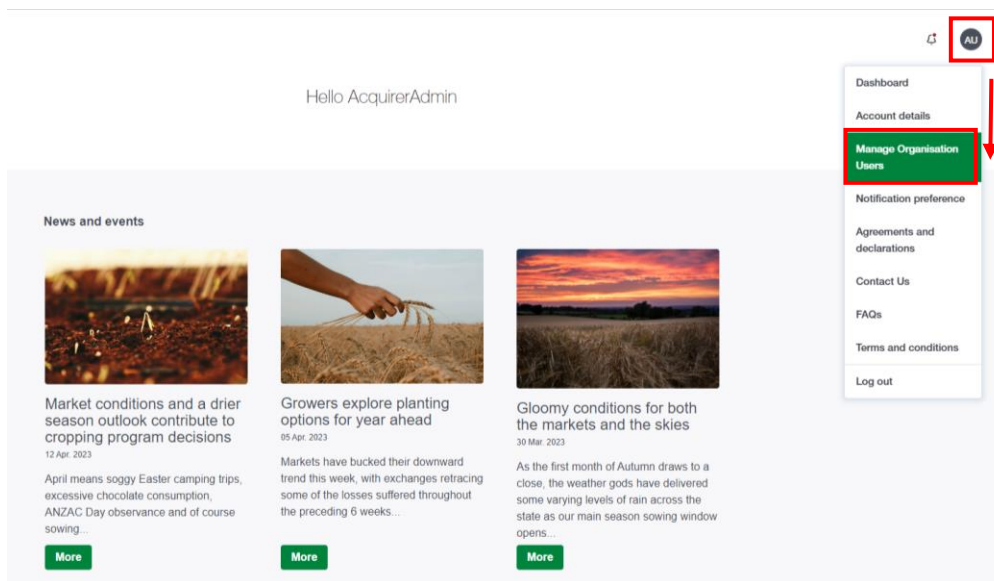 AU
Hello AcquirerAdmin
Dashboard
Account details
Manage Organisation
Users
Notification preference
Agreements and
declarations
Contact Us
FAQs
Terms and conditions
Log out
News and events
Market conditions and a drier
season outlook contribute to
cropping program decisions
12 Apr. 2023
April means soggy Easter camping trips,
excessive chocolate consumption,
ANZAC Day observance and of course
sowing...
More
Growers explore planting
options for year ahead
05 Apr. 2023
Markets have bucked their downward
trend this week, with exchanges retracing
some of the losses suffered throughout
the preceding 6 weeks...
More
Gloomy conditions for both
the markets and the skies
30 Mar. 2023
As the first month of Autumn draws to a
close, the weather gods have delivered
some varying levels of rain across the
state as our main season sowing window
opens...
More